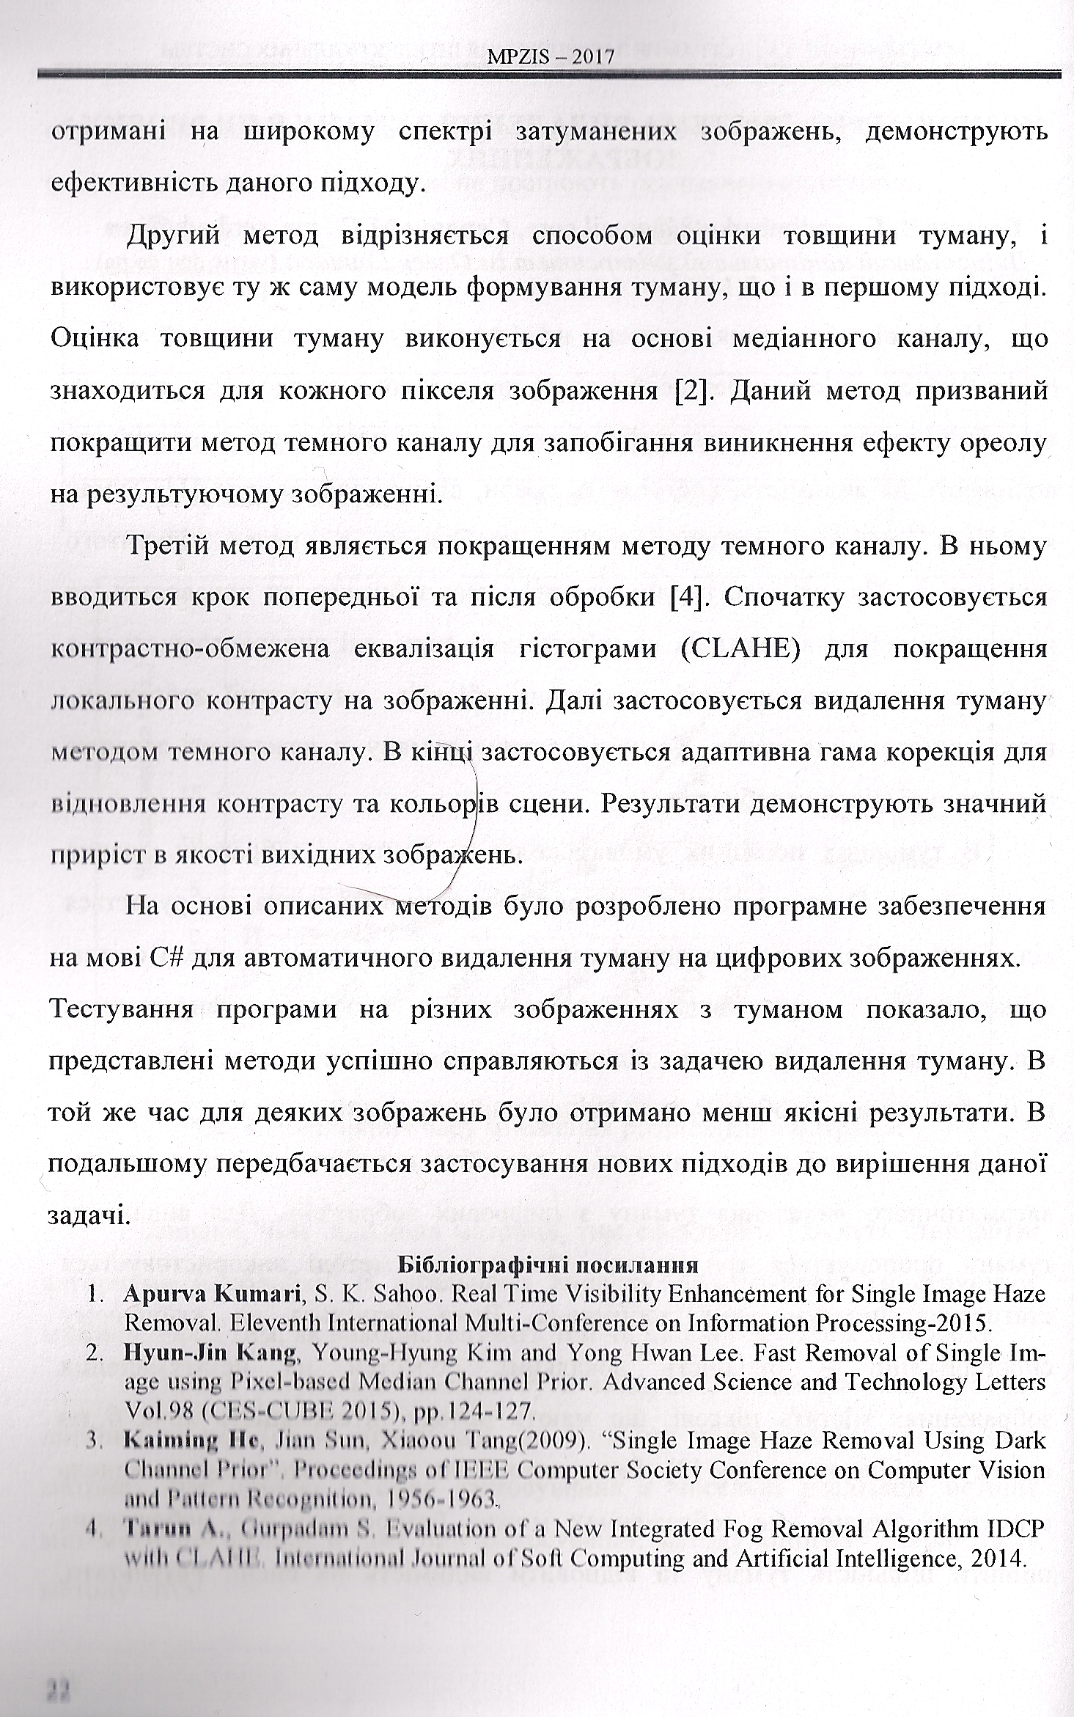 MPZIS – 2017
отримані на широкому спектрі затуманених зображень, демонструють
ефективність даного підходу.
Другий метод відрізняється способом оцінки товщини туману, і
використовує ту ж саму модель формування туману, що і в першому підході.
Оцінка товщини туману виконується на основі медіанного каналу, що
знаходиться для кожного пікселя зображення [2]. Даний метод призваний
покращити метод темного каналу для запобігання виникнення ефекту ореолу
на результуючому зображенні.
Третій метод являється покращенням методу темного каналу. В ньому
вводиться крок попередньої та після обробки [4]. Спочатку застосовується
контрастно-обмежена еквалізація гістограми (CLAHE) для покращення
локального контрасту на зображенні. Далі застосовується видалення туману
методом темного каналу. В кінці застосовується адаптивна гама корекція для
відновлення контрасту та кольорів сцени. Результати демонструють значний
приріст в якості вихідних зображень.
На основі описаних методів було розроблено програмне забезпечення
на мові C# для автоматичного видалення туману на цифрових зображеннях.
Тестування програми на різних зображеннях з туманом показало, що
представлені методи успішно справляються із задачею видалення туману. В
той же час для деяких зображень було отримано менш якісні результати. В
подальшому передбачається застосування нових підходів до вирішення даної
задачі.
Бібліографічні посилання
1. Apurva Kumari, S. K. Sahoo. Real Time Visibility Enhancement for Single Image Haze
Removal. Eleventh International Multi-Conference on Information Processing-2015.
2. Hyun-Jin Kang, Young-Hyung Kim and Yong Hwan Lee. Fast Removal of Single Im-
age using Pixel-based Median Channel Prior. Advanced Science and Technology Letters
Vol.98 (CES-CUBE 2015), pp.124-127.
3. Kaiming He, Jian Sun, Xiaoou Tang(2009). “Single Image Haze Removal Using Dark
Channel Prior”, Proceedings of IEEE Computer Society Conference on Computer Vision
and Pattern Recognition, 1956-1963.
4. Tarun A., Gurpadam S. Evaluation of a New Integrated Fog Removal Algorithm IDCP
with CLAHE. International Journal of Soft Computing and Artificial Intelligence, 2014.
22